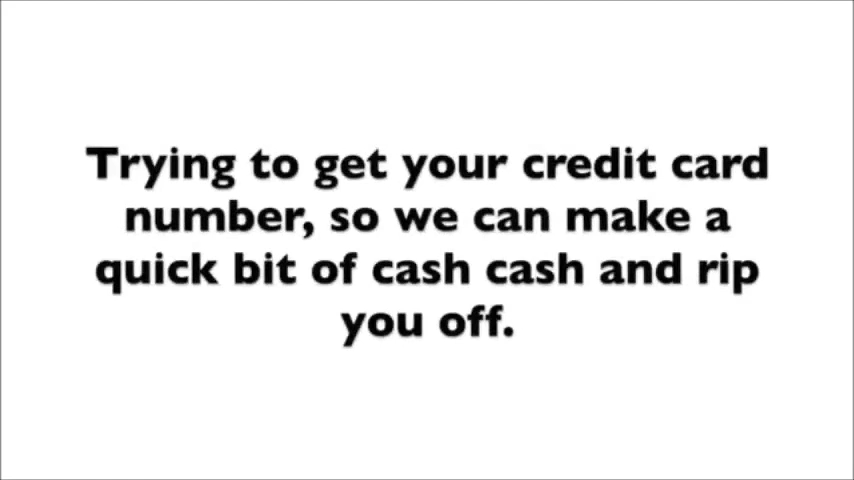 Trying to get your credit card
number, so we can make a
quick bit of cash cash and rip
you off.